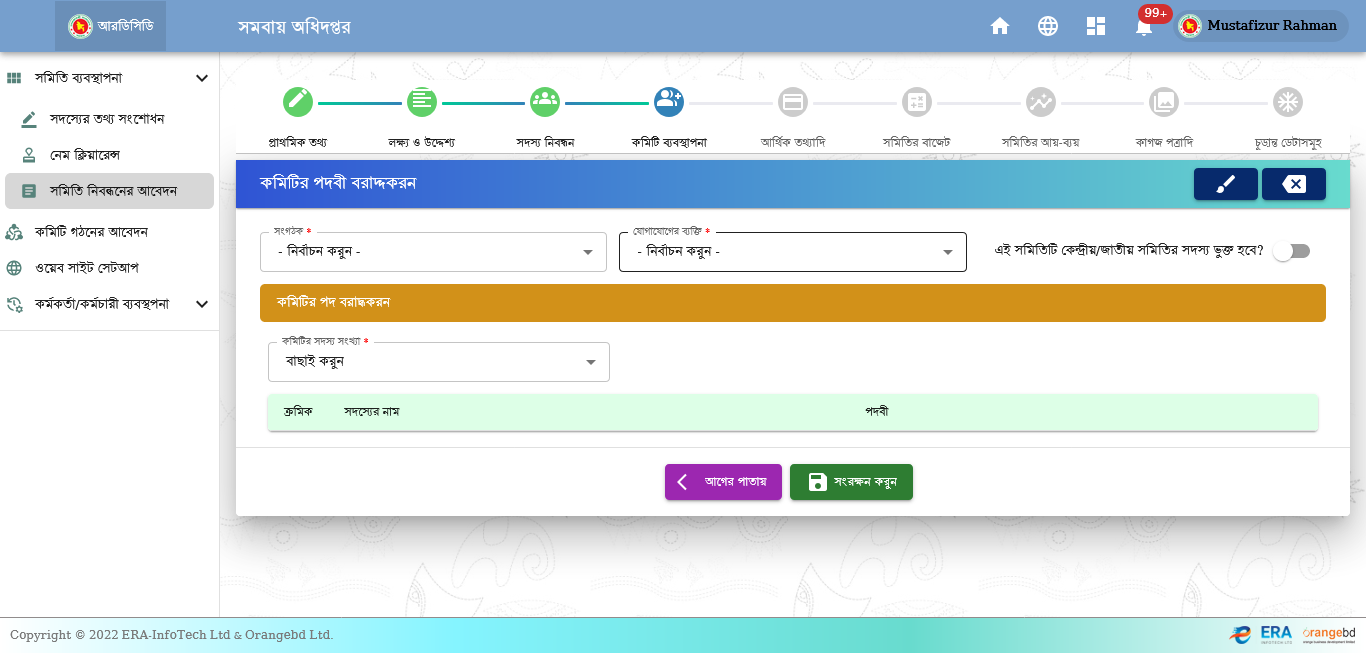 আরডিসিডি
সমবায় অধিদপ্তর
99+
Mustafizur Rahman
সমিতি ব্যবস্থাপনা
সদস্যের তথ্য সংশোধন
নেম ক্লিয়ারেন্স
সমিতি নিবন্ধনের আবেদন
কমিটি গঠনের আবেদন
ওয়েব সাইট সেটআপ
কর্মকর্তা/কর্মচারী ব্যবস্থপনা
প্রাথমিক তথ্য
লক্ষ্য ও উদ্দেশ্য
সদস্য নিবন্ধন
কমিটি ব্যবস্থাপনা
আর্থিক তথ্যাদি
সমিতির বাজেট
সমিতির আয়-ব্যয়
কাগজ পত্রাদি
চূড়ান্ত ডেটাসমূহ
কমিটির পদবী বরাদ্দকরন
সংগঠক *
- নির্বাচন করুন -
যোগাযোগের ব্যক্তি *
- নির্বাচন করুন -
এই সমিতিটি কেন্দ্রীয়/জাতীয় সমিতির সদস্য ভুক্ত হবে?
কমিটির পদ বরাদ্ধকরন
কমিটির সদস্য সংখ্যা *
বাছাই করুন
ক্রমিক সদস্যের নাম পদবী
আগের পাতায়
সংরক্ষন করুন
Copyright © 2022 ERA-InfoTech Ltd & Orangebd Ltd.
ERA
INFOTECH LTD
orangebd